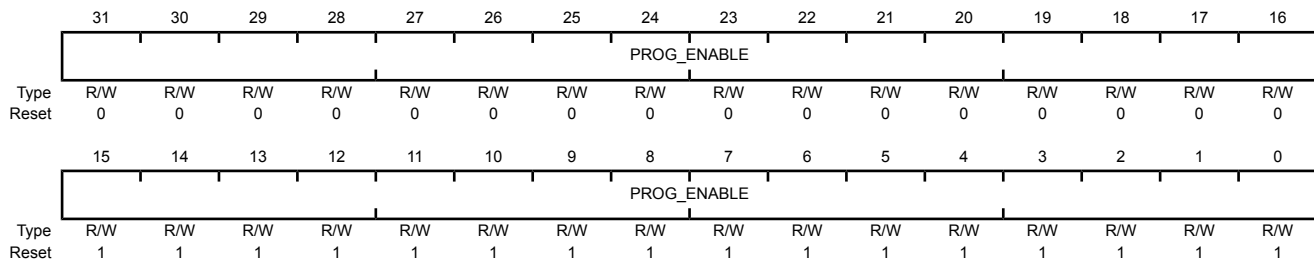 31 30 29 28 27 26 25 24 23 22 21 20 19 18 17 16
PROG_ENABLE
Type R/W R/W R/W R/W R/W R/W R/W R/W R/W R/W R/W R/W R/W R/W R/W R/W
Reset 0 0 0 0 0 0 0 0 0 0 0 0 0 0 0 0
15 14 13 12 11 10 9 8 7 6 5 4 3 2 1 0
PROG_ENABLE
Type R/W R/W R/W R/W R/W R/W R/W R/W R/W R/W R/W R/W R/W R/W R/W R/W
Reset 1 1 1 1 1 1 1 1 1 1 1 1 1 1 1 1